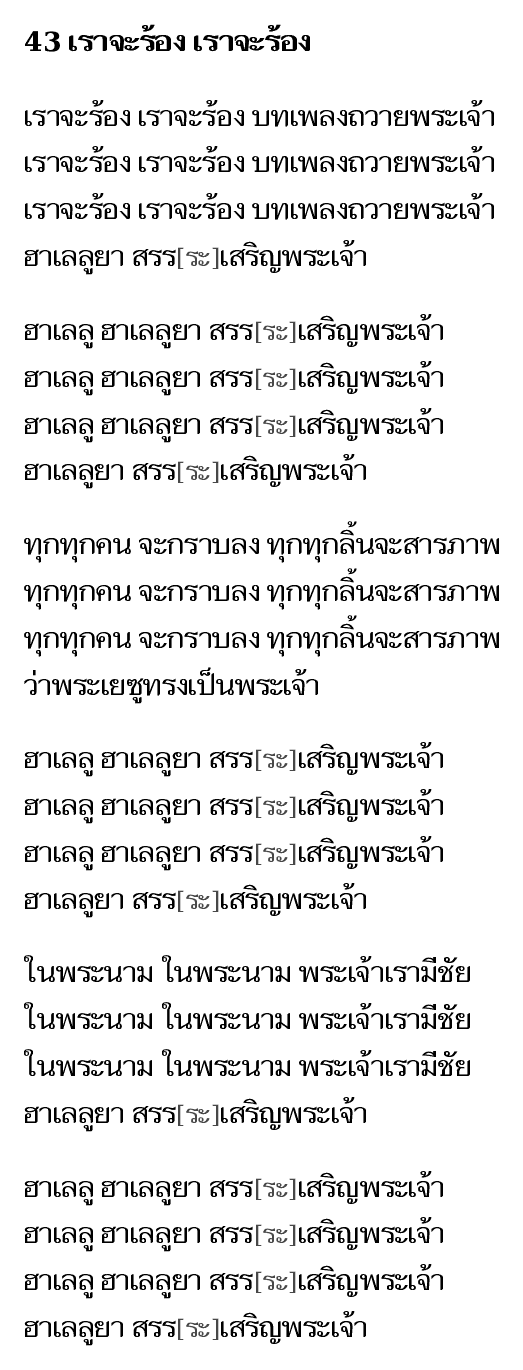 43 เราจะร้อง เราจะร้อง
เราจะร้อง เราจะร้อง บทเพลงถวายพระเจ้า
เราจะร้อง เราจะร้อง บทเพลงถวายพระเจ้า
เราจะร้อง เราจะร้อง บทเพลงถวายพระเจ้า
ฮาเลลูยา สรร[ระ]เสริญพระเจ้า
ฮาเลลู ฮาเลลูยา สรร[ระ]เสริญพระเจ้า
ฮาเลลู ฮาเลลูยา สรร[ระ]เสริญพระเจ้า
ฮาเลลู ฮาเลลูยา สรร[ระ]เสริญพระเจ้า
ฮาเลลูยา สรร[ระ]เสริญพระเจ้า
ทุกทุกคน จะกราบลง ทุกทุกลิ้นจะสารภาพ
ทุกทุกคน จะกราบลง ทุกทุกลิ้นจะสารภาพ
ทุกทุกคน จะกราบลง ทุกทุกลิ้นจะสารภาพ
ว่าพระเยซูทรงเป็นพระเจ้า
ฮาเลลู ฮาเลลูยา สรร[ระ]เสริญพระเจ้า
ฮาเลลู ฮาเลลูยา สรร[ระ]เสริญพระเจ้า
ฮาเลลู ฮาเลลูยา สรร[ระ]เสริญพระเจ้า
ฮาเลลูยา สรร[ระ]เสริญพระเจ้า
ในพระนาม ในพระนาม พระเจ้าเรามีชัย
ในพระนาม ในพระนาม พระเจ้าเรามีชัย
ในพระนาม ในพระนาม พระเจ้าเรามีชัย
ฮาเลลูยา สรร[ระ]เสริญพระเจ้า
ฮาเลลู ฮาเลลูยา สรร[ระ]เสริญพระเจ้า
ฮาเลลู ฮาเลลูยา สรร[ระ]เสริญพระเจ้า
ฮาเลลู ฮาเลลูยา สรร[ระ]เสริญพระเจ้า
ฮาเลลูยา สรร[ระ]เสริญพระเจ้า